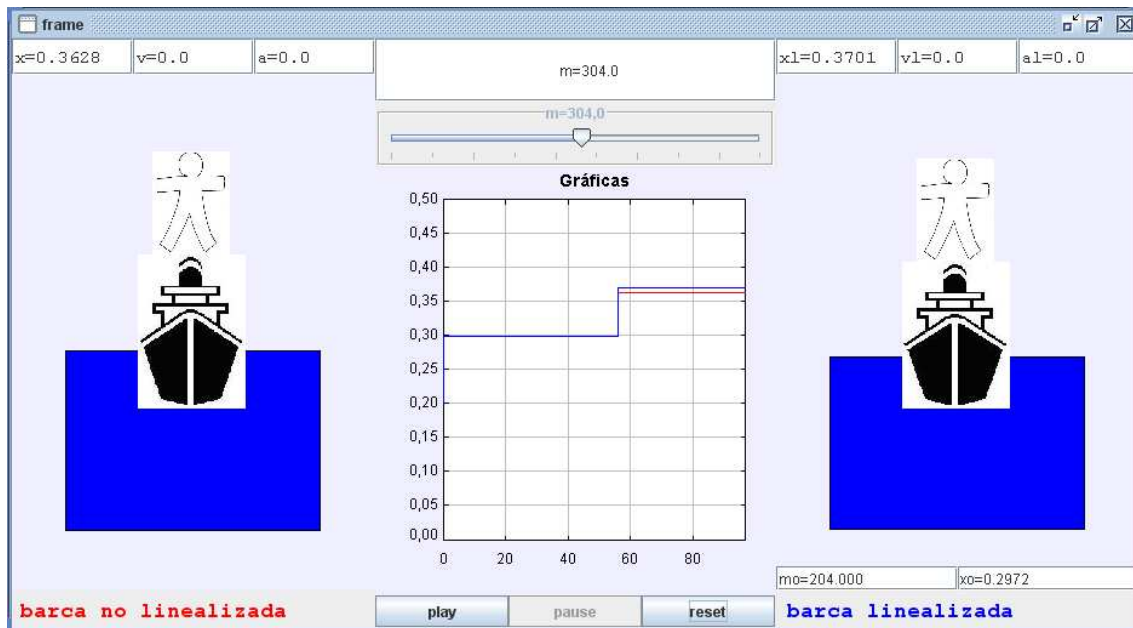 frame
x=0.3628 v=0.0 a=0.0
m=304.0
x1=0.3701 v1=0.0 a1=0.0
m=304,0
Gráficas
0,50
0,45
0,40
0,35
0,30
0,25
0,20
0,15
0,10
0,05
0,00
0 20 40 60 80
mo=204.000 xo=0.2972
barca no linealizada
play pause reset
barca linealizada